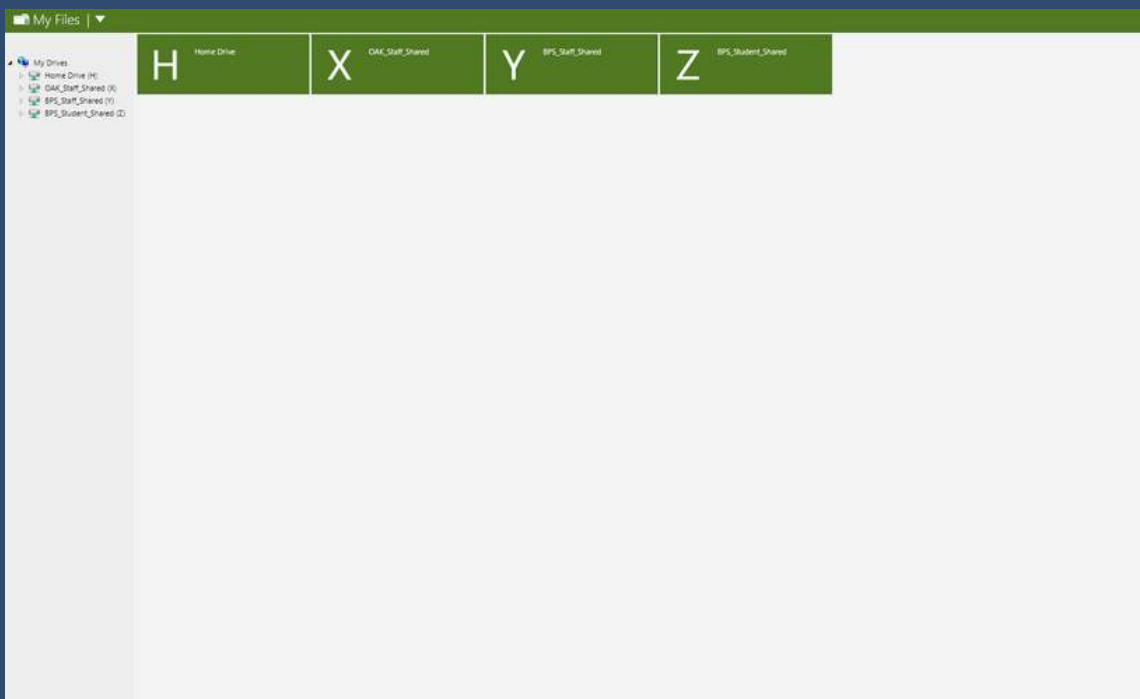 My Files |
My Drives
Home Drive (H)
OAK_Staff_Shared (X)
BPS_Staff_Shared (Y)
BPS_Student_Shared (Z)
H Home Drive
X OAK_Staff_Shared
Y BPS_Staff_Shared
Z BPS_Student_Shared